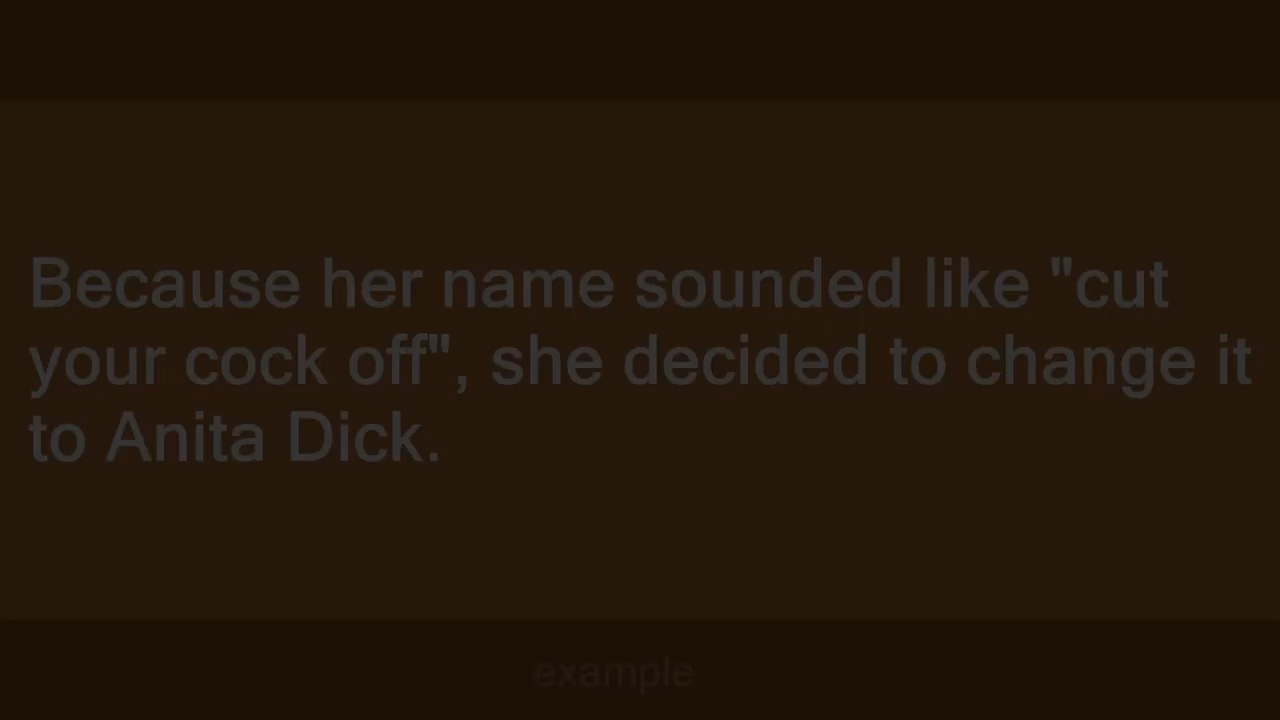 Because her name sounded like "cut
your cock off", she decided to change it
to Anita Dick.
example